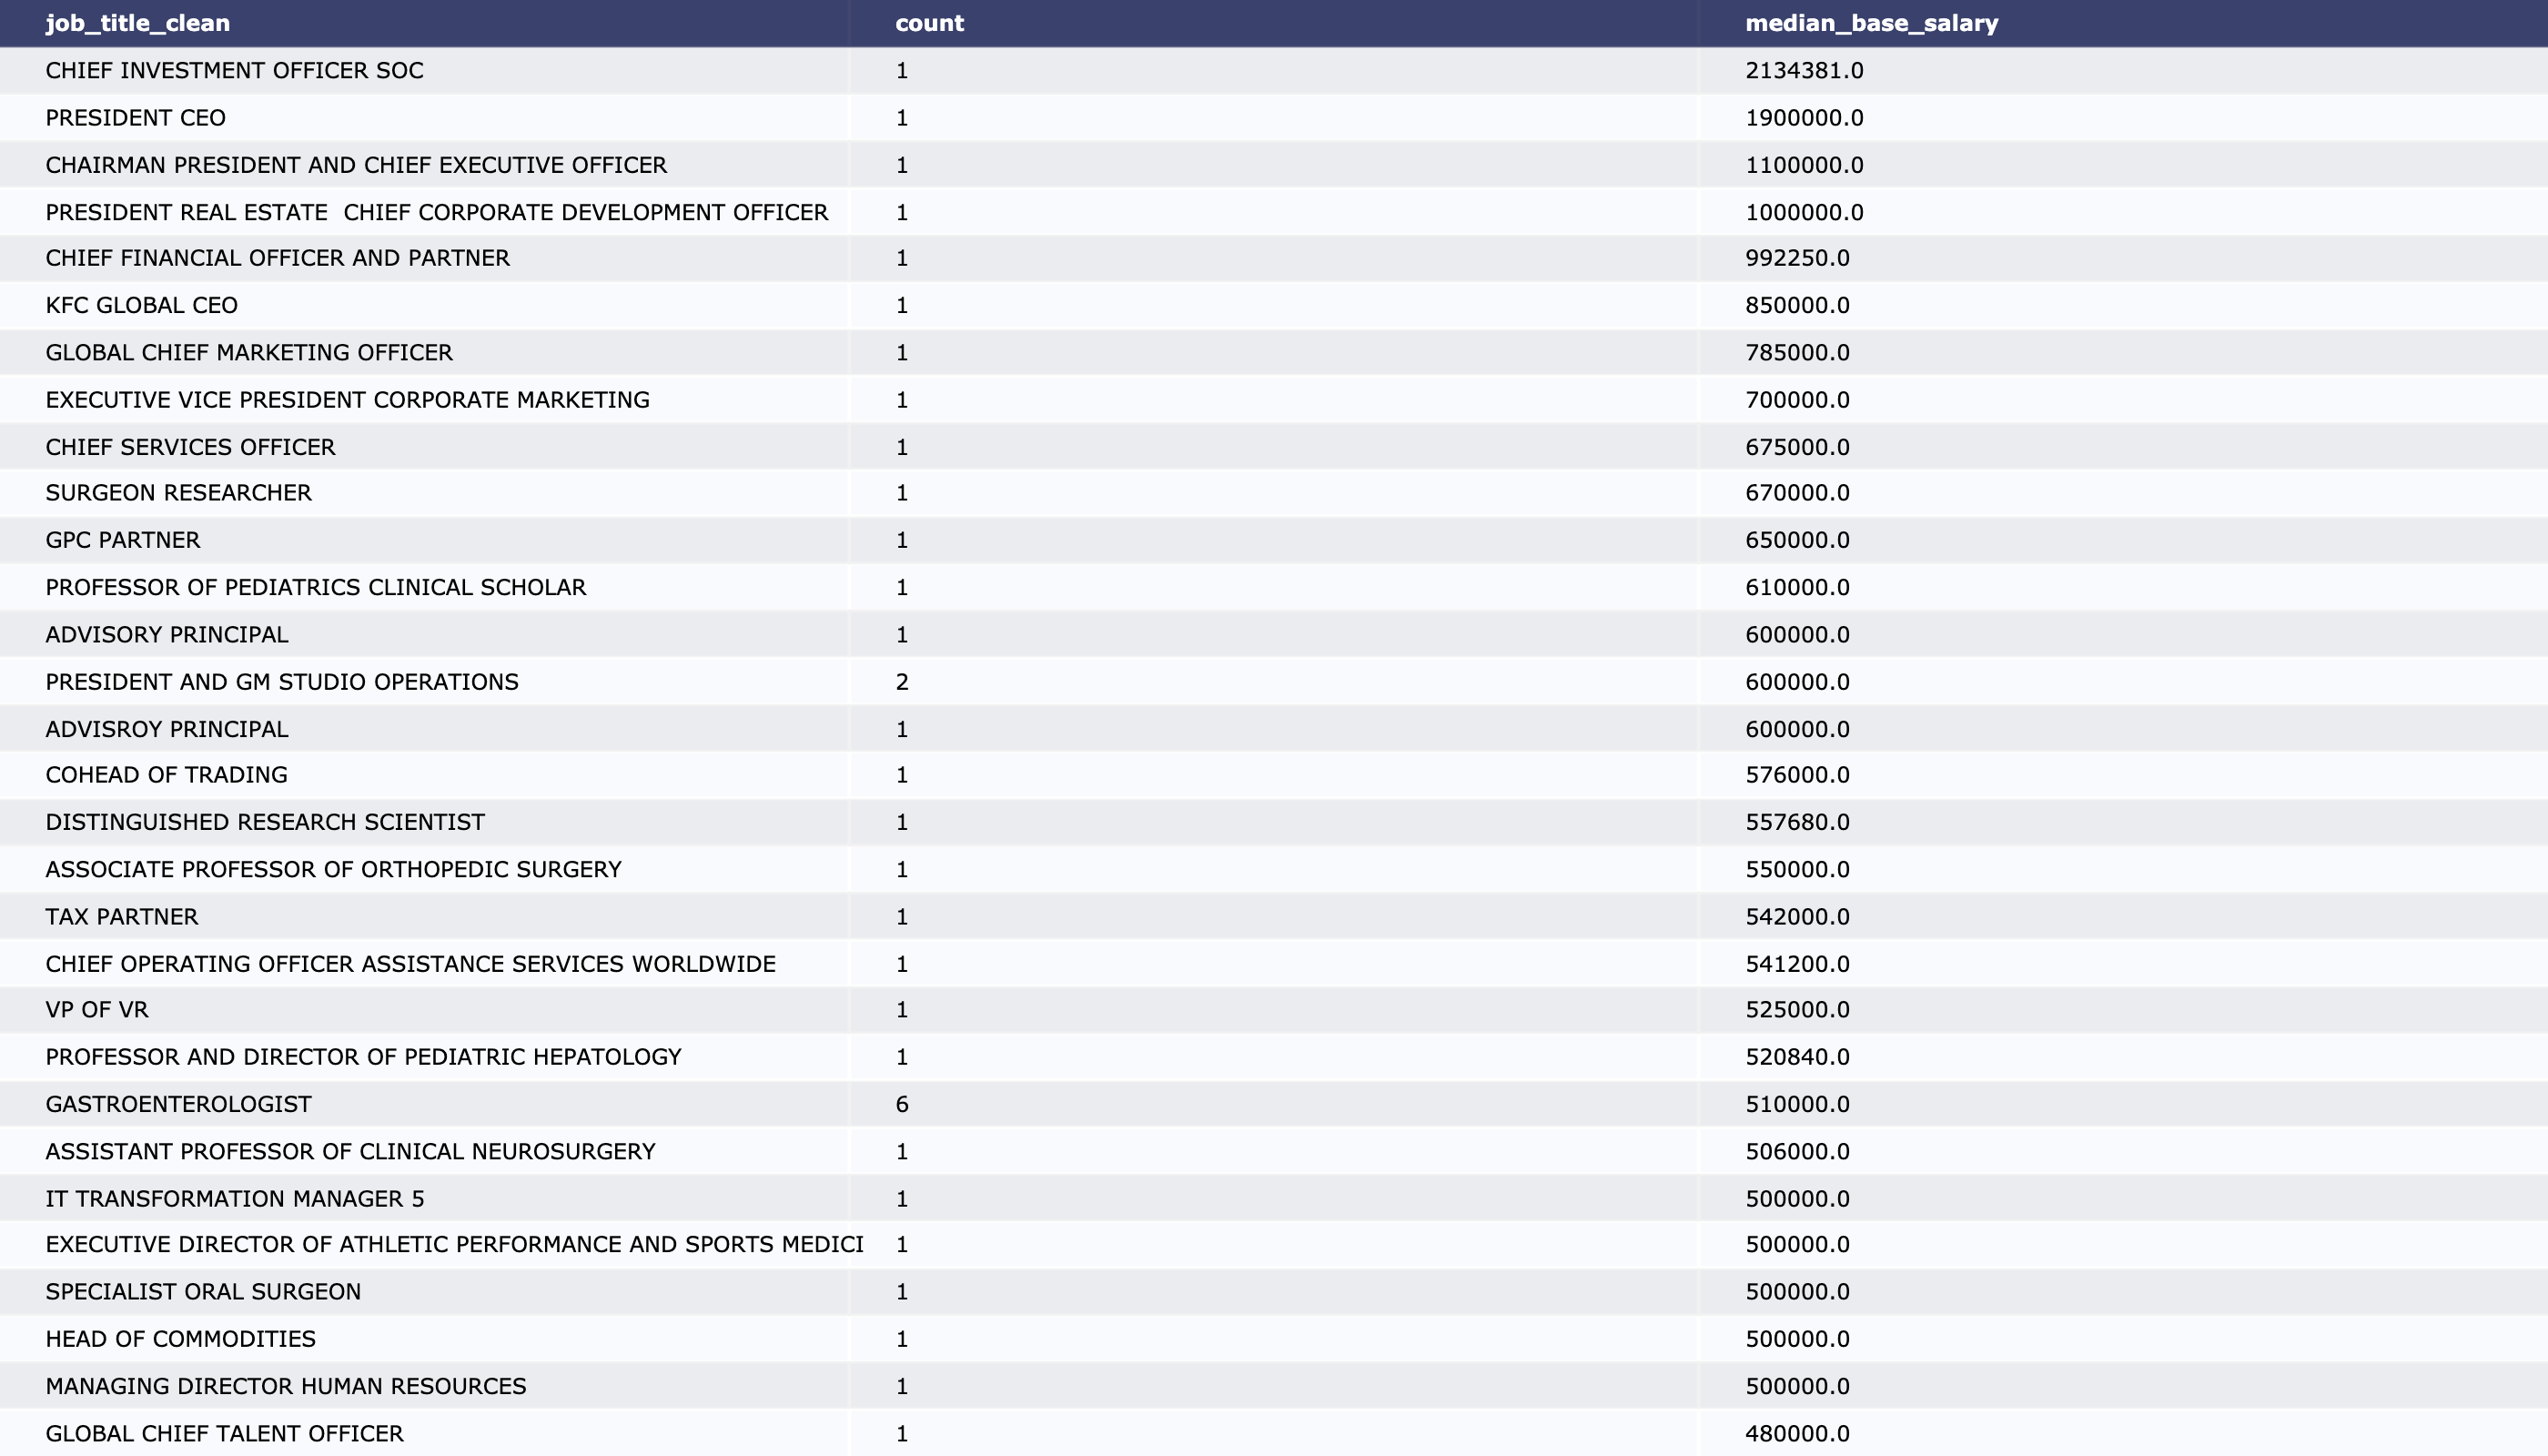 job_title_clean count median_base_salary
CHIEF INVESTMENT OFFICER SOC 1 2134381.0
PRESIDENT CEO 1 1900000.0
CHAIRMAN PRESIDENT AND CHIEF EXECUTIVE OFFICER 1 1100000.0
PRESIDENT REAL ESTATE  CHIEF CORPORATE DEVELOPMENT OFFICER 1 1000000.0
CHIEF FINANCIAL OFFICER AND PARTNER 1 992250.0
KFC GLOBAL CEO 1 850000.0
GLOBAL CHIEF MARKETING OFFICER 1 785000.0
EXECUTIVE VICE PRESIDENT CORPORATE MARKETING 1 700000.0
CHIEF SERVICES OFFICER 1 675000.0
SURGEON RESEARCHER 1 670000.0
GPC PARTNER 1 650000.0
PROFESSOR OF PEDIATRICS CLINICAL SCHOLAR 1 610000.0
ADVISORY PRINCIPAL 1 600000.0
PRESIDENT AND GM STUDIO OPERATIONS 2 600000.0
ADVISROY PRINCIPAL 1 600000.0
COHEAD OF TRADING 1 576000.0
DISTINGUISHED RESEARCH SCIENTIST 1 557680.0
ASSOCIATE PROFESSOR OF ORTHOPEDIC SURGERY 1 550000.0
TAX PARTNER 1 542000.0
CHIEF OPERATING OFFICER ASSISTANCE SERVICES WORLDWIDE 1 541200.0
VP OF VR 1 525000.0
PROFESSOR AND DIRECTOR OF PEDIATRIC HEPATOLOGY 1 520840.0
GASTROENTEROLOGIST 6 510000.0
ASSISTANT PROFESSOR OF CLINICAL NEUROSURGERY 1 506000.0
IT TRANSFORMATION MANAGER 5 1 500000.0
EXECUTIVE DIRECTOR OF ATHLETIC PERFORMANCE AND SPORTS MEDICI 1 500000.0
SPECIALIST ORAL SURGEON 1 500000.0
HEAD OF COMMODITIES 1 500000.0
MANAGING DIRECTOR HUMAN RESOURCES 1 500000.0
GLOBAL CHIEF TALENT OFFICER 1 480000.0